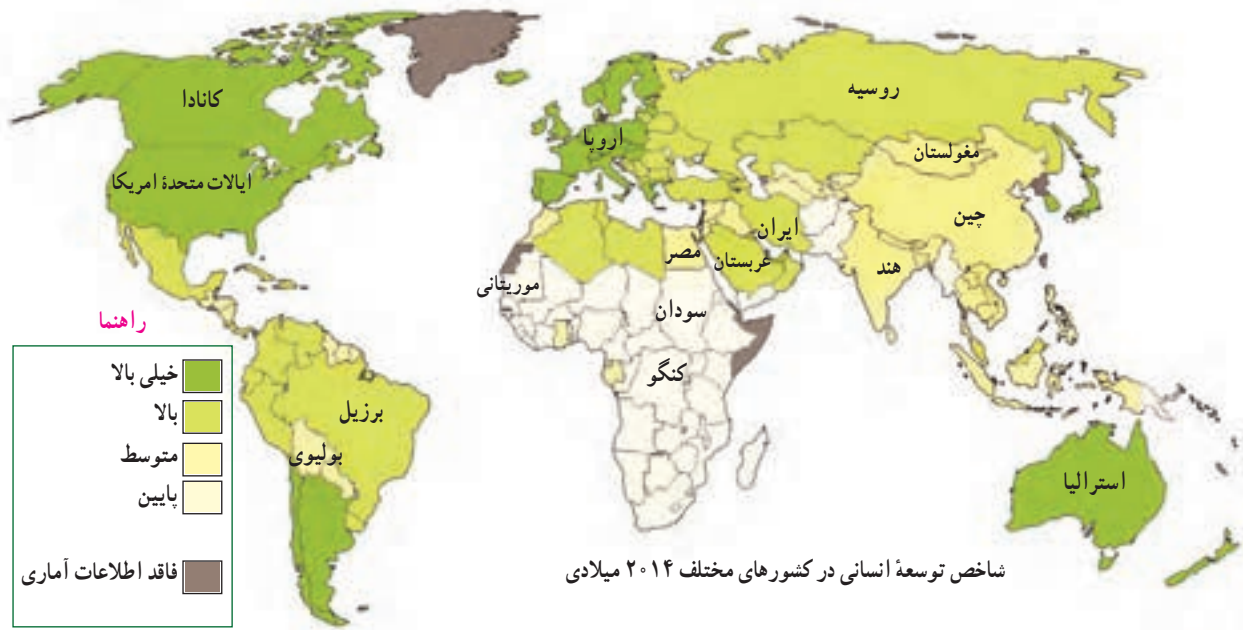 کانادا
ایالات متحدهٔ امریکا
اروپا
روسیه
مغولستان
چین
ایران
عربستان
مصر
هند
موریتانی
سودان
کنگو
برزیل
بولیوی
استرالیا
راهنما
خیلی بالا
بالا
متوسط
پایین
فاقد اطلاعات آماری
شاخص توسعهٔ انسانی در کشورهای مختلف ۲۰۱۴ میلادی